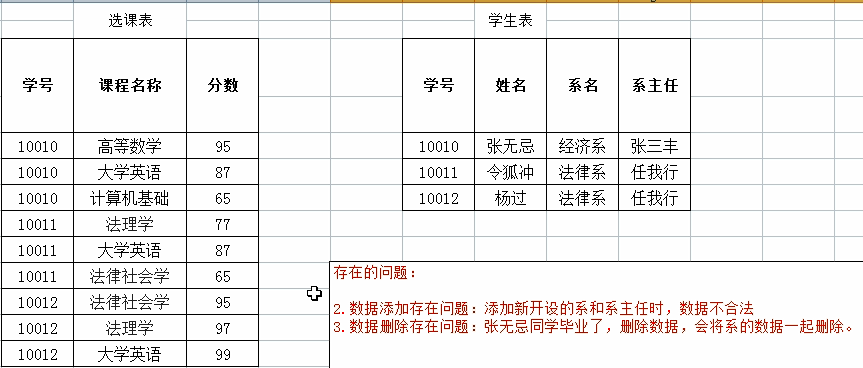 选课表 学生表
学号 课程名称 分数 学号 姓名 系名 系主任
10010 高等数学 95 10010 张无忌 经济系 张三丰
10010 大学英语 87 10011 令狐冲 法律系 任我行
10010 计算机基础 65 10012 杨过 法律系 任我行
10011 法理学 77
10011 大学英语 87
10011 法律社会学 65
10012 法律社会学 95
10012 法理学 97
10012 大学英语 99
存在的问题：
2.数据添加存在问题：添加新开设的系和系主任时，数据不合法
3.数据删除存在问题：张无忌同学毕业了，删除数据，会将系的数据一起删除。